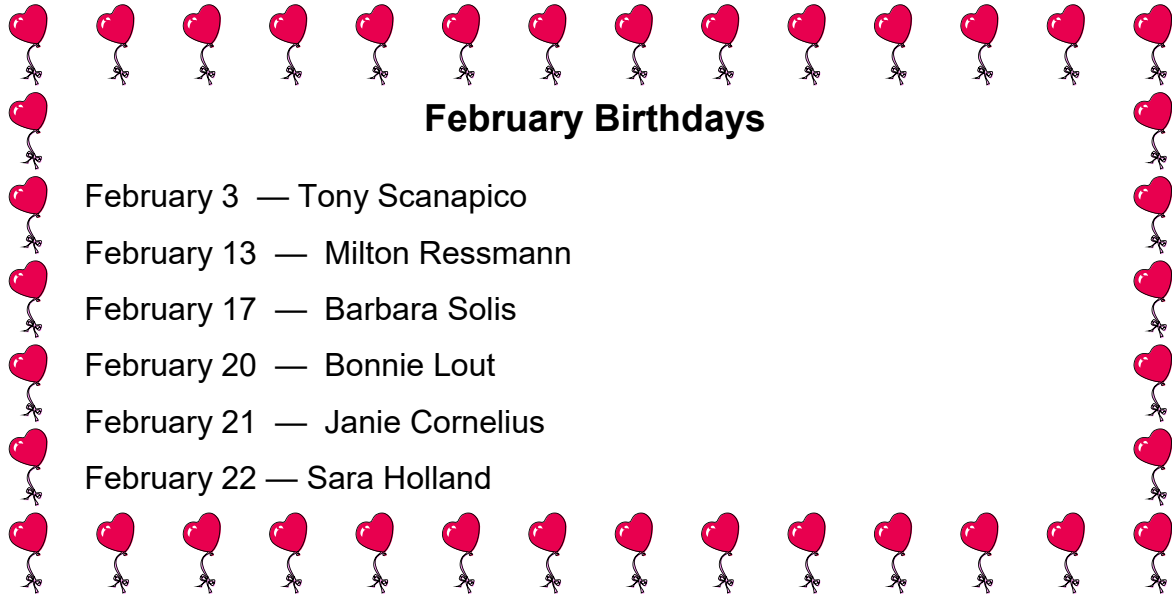 February Birthdays
February 3 — Tony Scanapico
February 13 — Milton Ressmann
February 17 — Barbara Solis
February 20 — Bonnie Lout
February 21 — Janie Cornelius
February 22 — Sara Holland